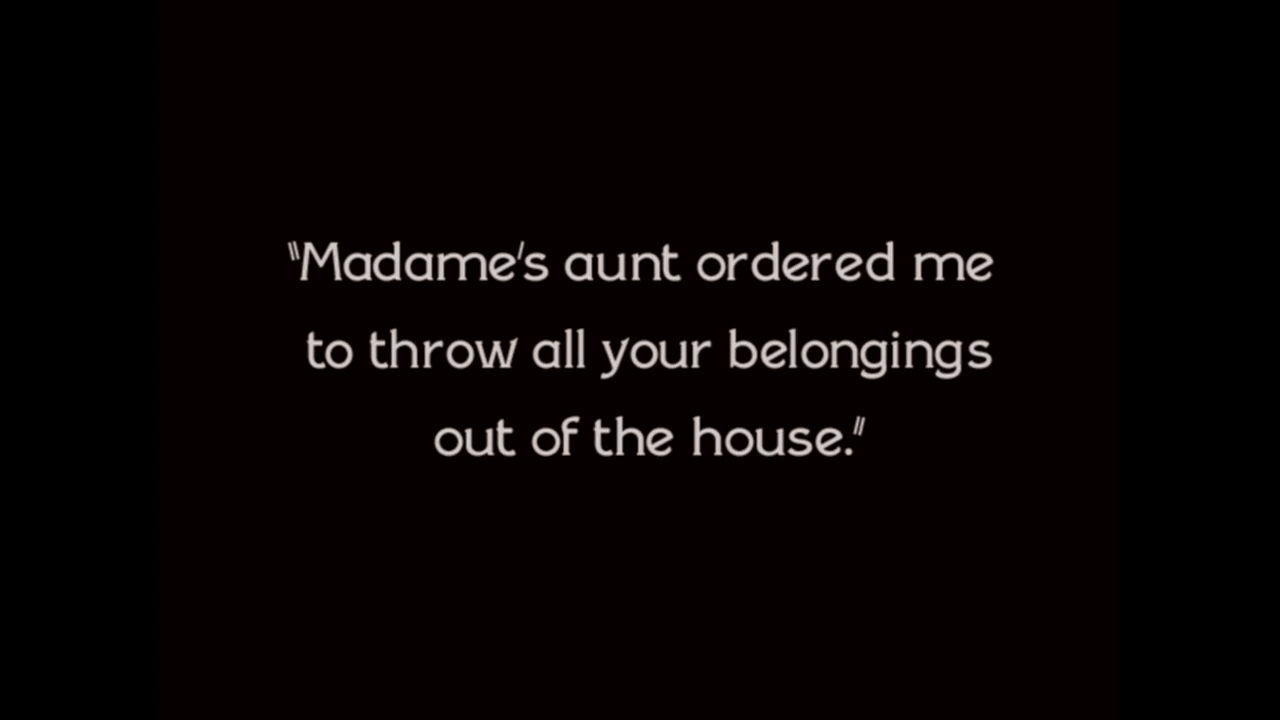 "Madame's aunt ordered me
to throw all your belongings
out of the house."